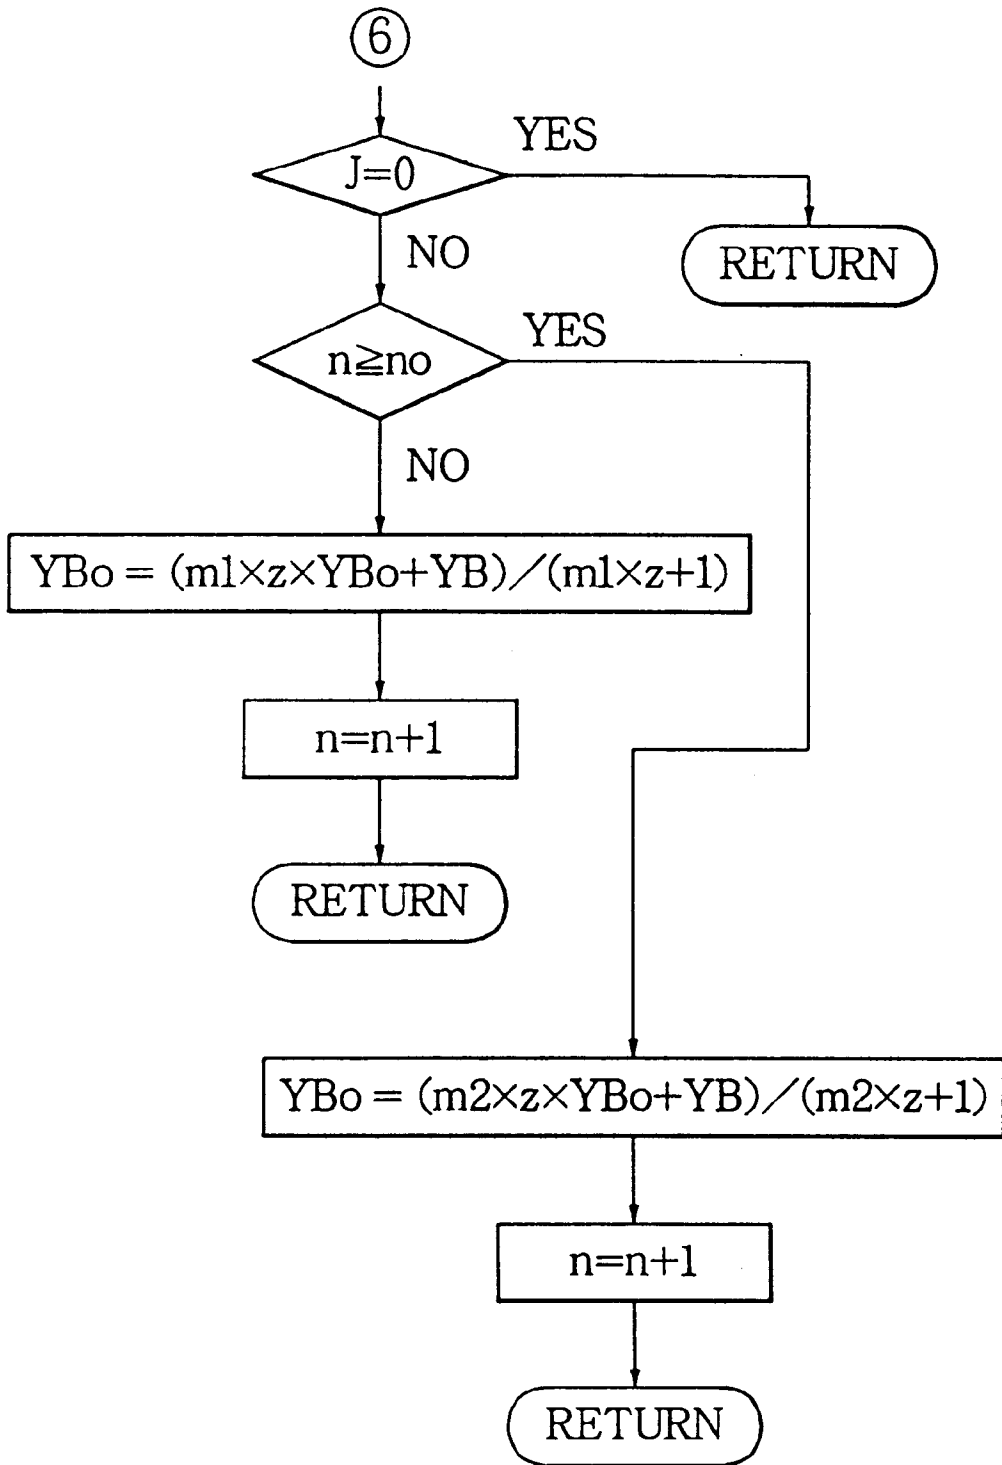 6
YES
J=0
NO
RETURN
YES
n≧no
NO
YBo = (m1×z×YBo+YB)/(m1×z+1)
n=n+1
RETURN
YBo = (m2×z×YBo+YB)/(m2×z+1)
n=n+1
RETURN